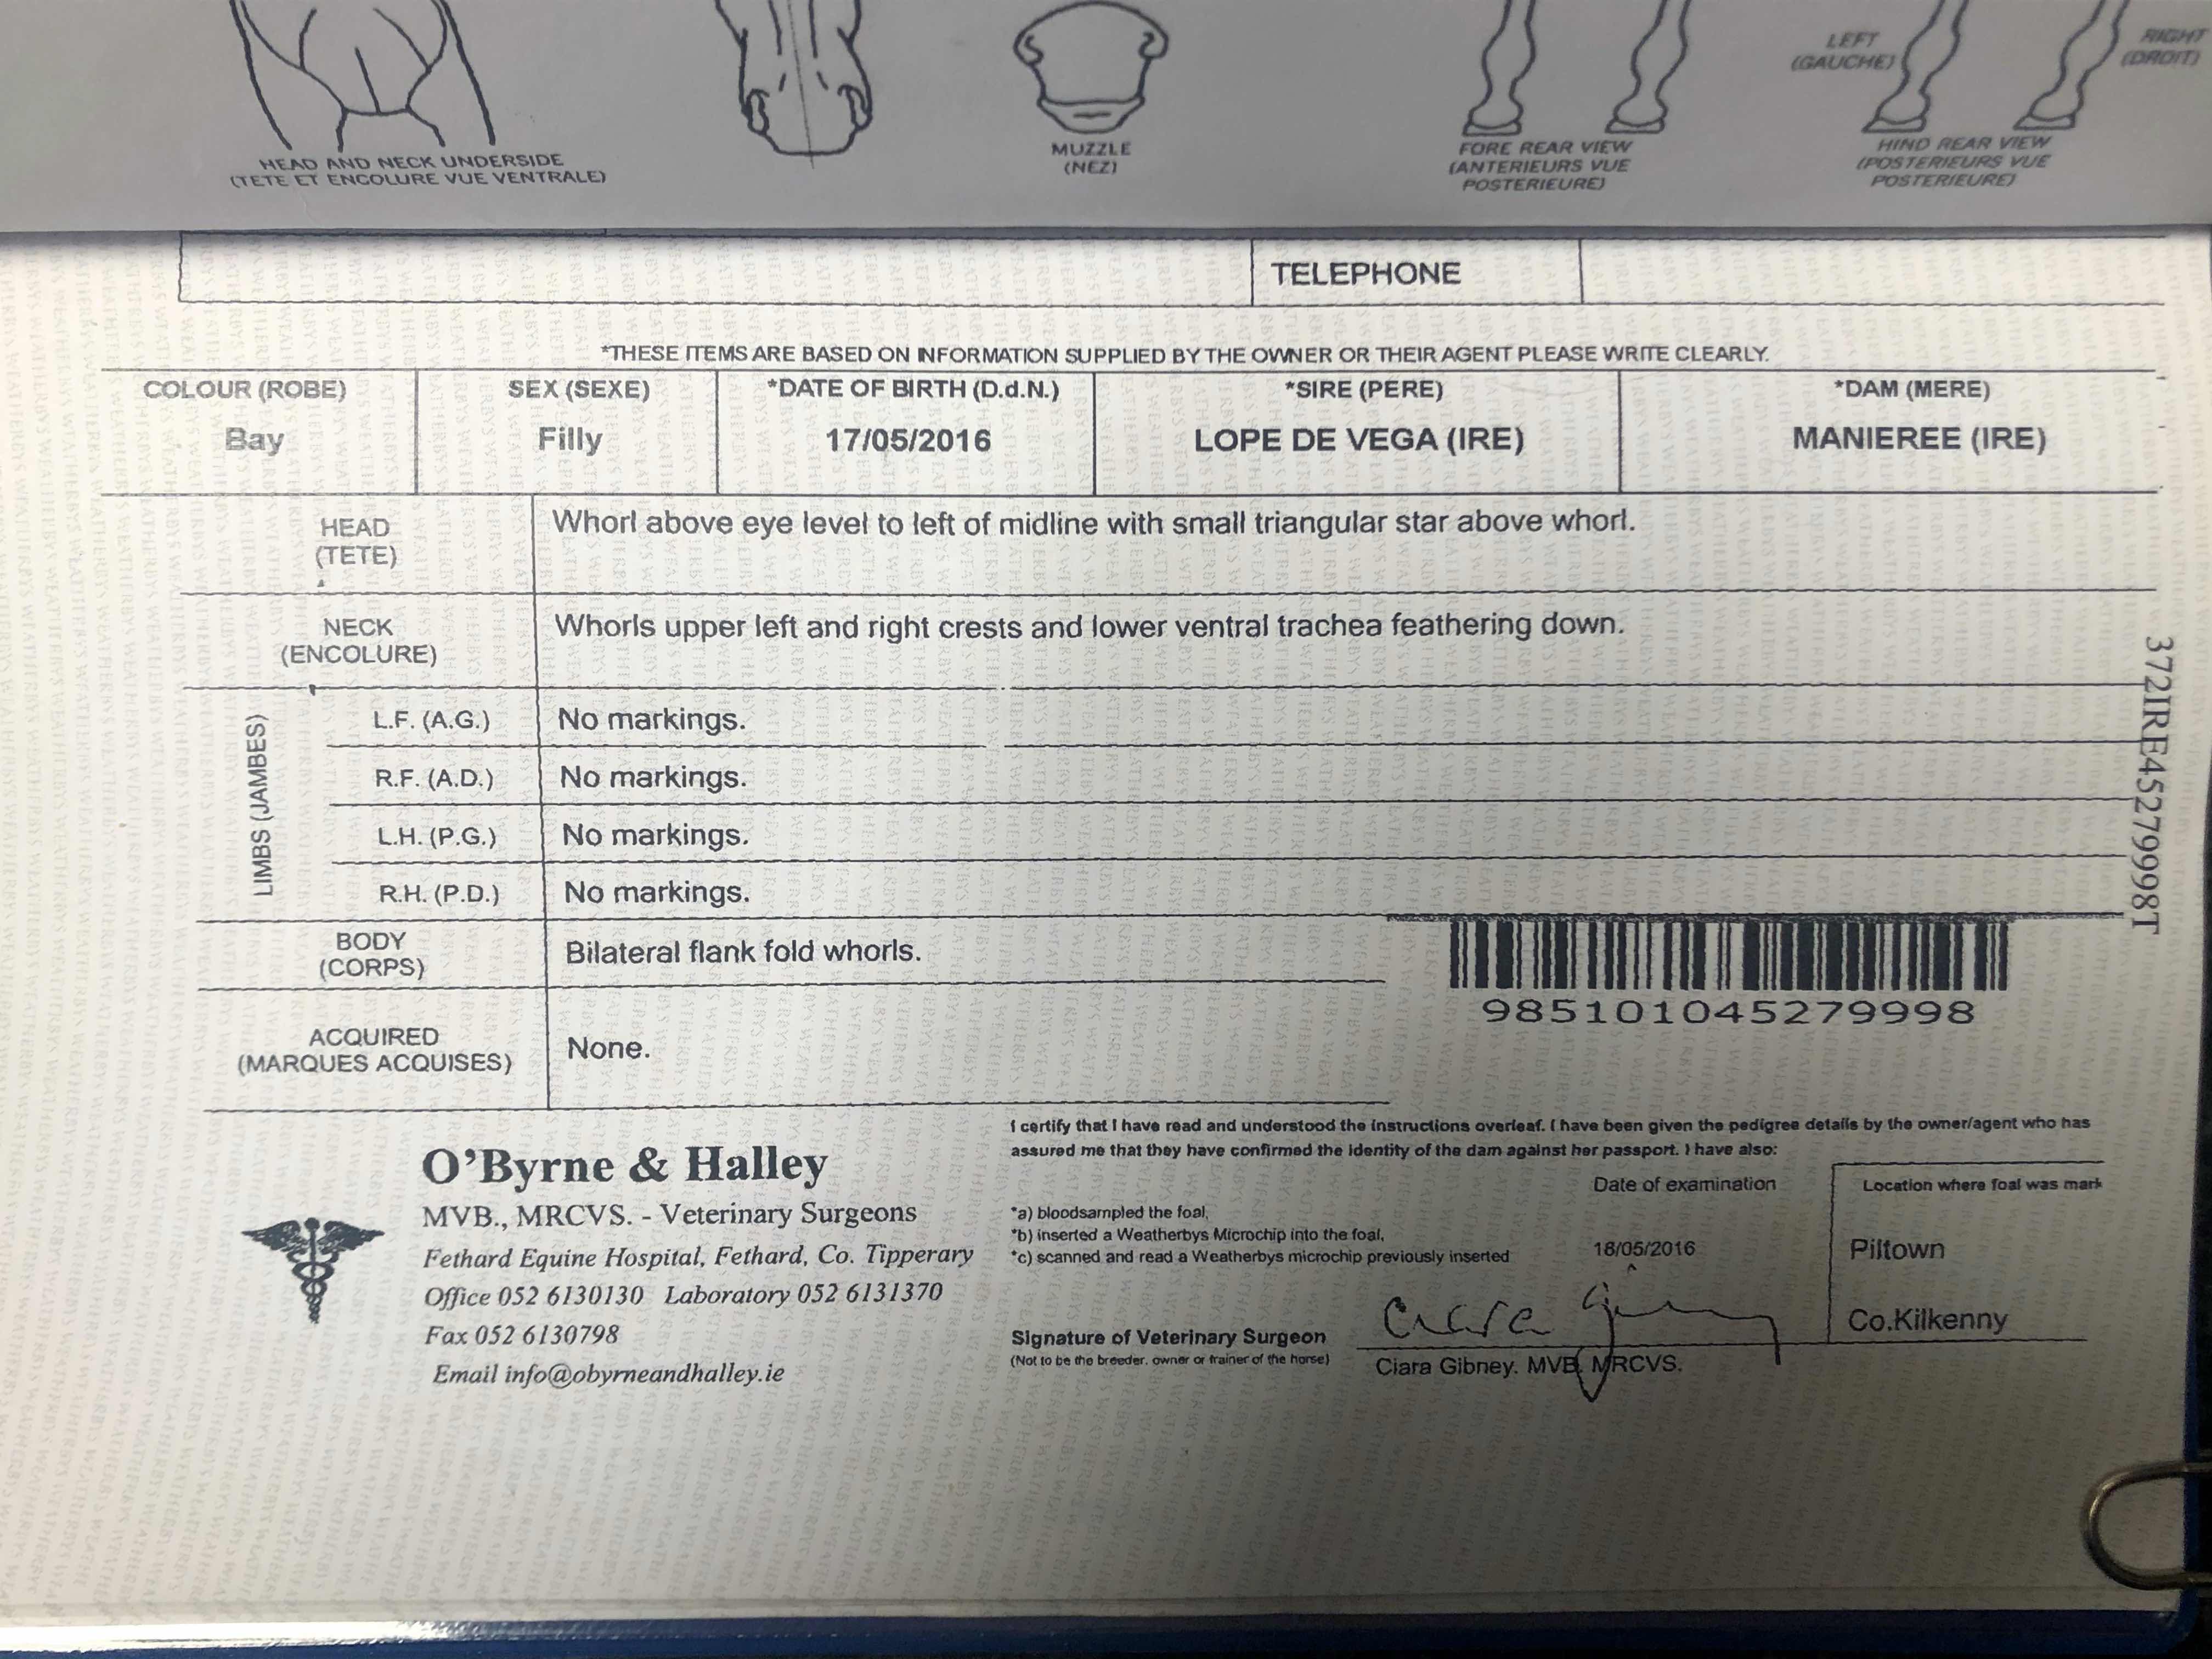 HEAD AND NECK UNDERSIDE
(TETE ET ENCOLURE VUE VENTRALE)
MUZZLE
(NEZ)
FORE REAR VIEW
(ANTERIEURS VUE
POSTERIEURE)
LEFT
(GAUCHE)
RIGHT
(DROIT)
HIND REAR VIEW
(POSTERIEURS VUE
POSTERIEURE)
TELEPHONE
*THESE ITEMS ARE BASED ON INFORMATION SUPPLIED BY THE OWNER OR THEIR AGENT PLEASE WRITE CLEARLY.
COLOUR (ROBE)
Bay
SEX (SEXE)
Filly
*DATE OF BIRTH (D.d.N.)
17/05/2016
*SIRE (PERE)
LOPE DE VEGA (IRE)
*DAM (MERE)
MANIEREE (IRE)
HEAD
(TETE)
Whorl above eye level to left of midline with small triangular star above whorl.
NECK
(ENCOLURE)
Whorls upper left and right crests and lower ventral trachea feathering down.
LIMBS (JAMBES)
L.F. (A.G.) No markings.
R.F. (A.D.) No markings.
L.H. (P.G.) No markings.
R.H. (P.D.) No markings.
BODY
(CORPS)
Bilateral flank fold whorls.
ACQUIRED
(MARQUES ACQUISES)
None.
372IRE45279998T
985101045279998
O'Byrne & Halley
MVB., MRCVS. - Veterinary Surgeons
Fethard Equine Hospital, Fethard, Co. Tipperary
Office 052 6130130 Laboratory 052 6131370
Fax 052 6130798
Email info@obyrneandhalley.ie
I certify that I have read and understood the instructions overleaf. I have been given the pedigree details by the owner/agent who has
assured me that they have confirmed the identity of the dam against her passport. I have also:
*a) bloodsampled the foal,
*b) inserted a Weatherbys Microchip into the foal,
*c) scanned and read a Weatherbys microchip previously inserted
Date of examination
18/05/2016
Location where foal was mark
Piltown
Co.Kilkenny
Signature of Veterinary Surgeon
(Not to be the breeder, owner or trainer of the horse)
Ciara Gibney. MVB. MRCVS.